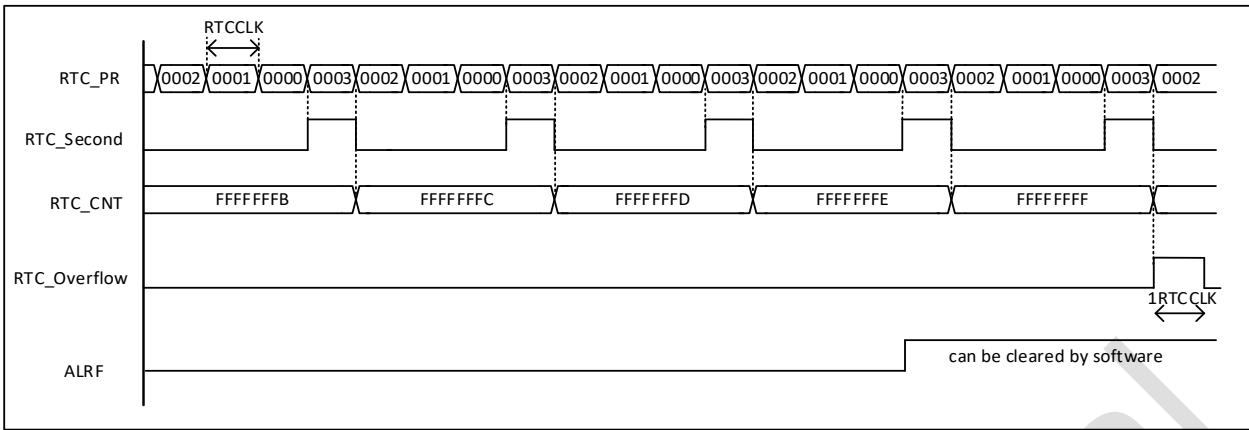 RTCCLK
RTC_PR 0002 0001 0000 0003 0002 0001 0000 0003 0002 0001 0000 0003 0002 0001 0000 0003 0002 0001 0000 0003 0002
RTC_Second
RTC_CNT FFFFFFFB FFFFFFFC FFFFFFFD FFFFFFFE FFFFFFFF
RTC_Overflow
1RTCCLK
can be cleared by software
ALRF